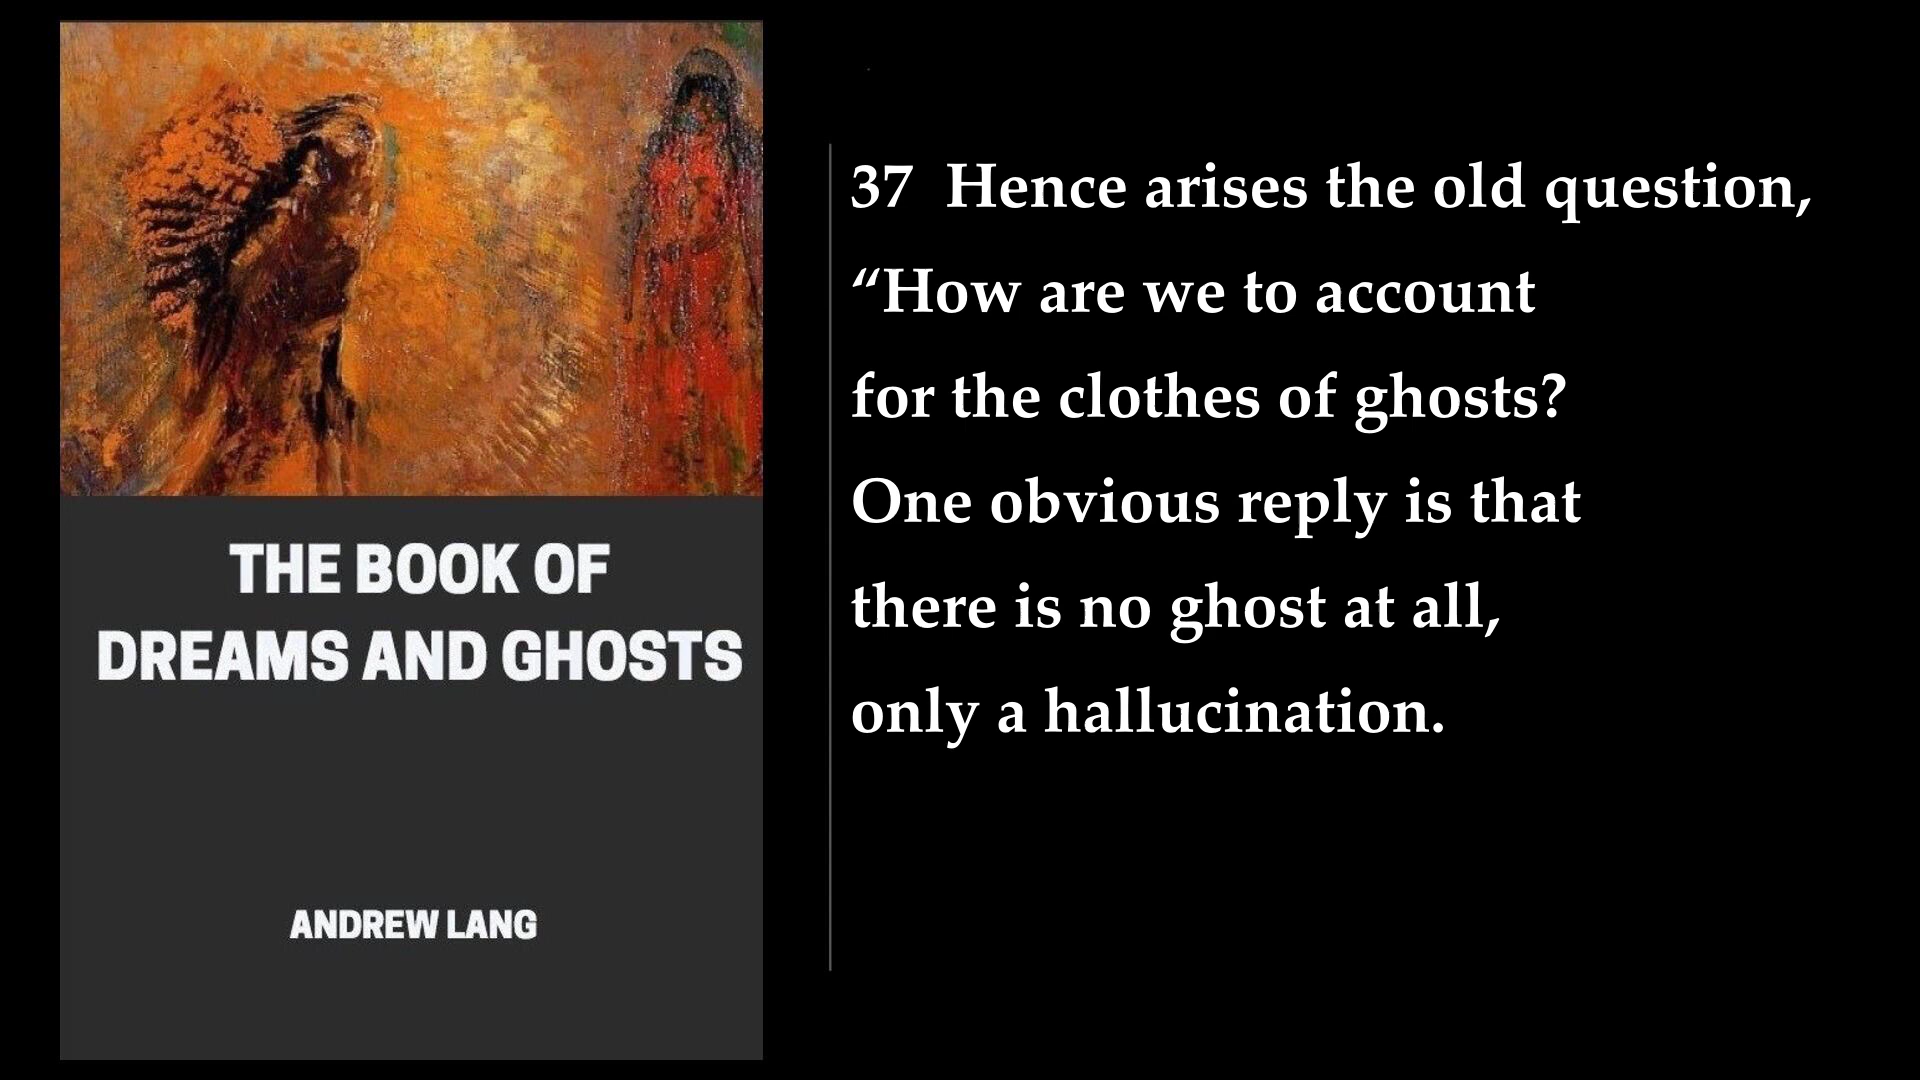 THE BOOK OF
DREAMS AND GHOSTS
ANDREW LANG
37 Hence arises the old question,
“How are we to account
for the clothes of ghosts?
One obvious reply is that
there is no ghost at all,
only a hallucination.